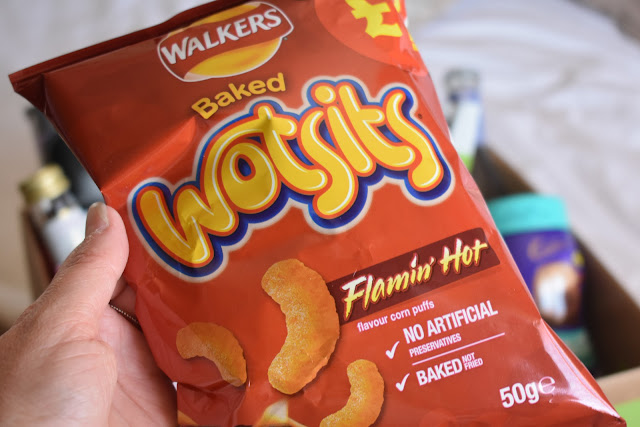 £
WALKERS
Baked
Wotsits
Flamin' Hot
flavour corn puffs
✓ NO ARTIFICIAL
PRESERVATIVES
✓ BAKED NOT FRIED
50g℮